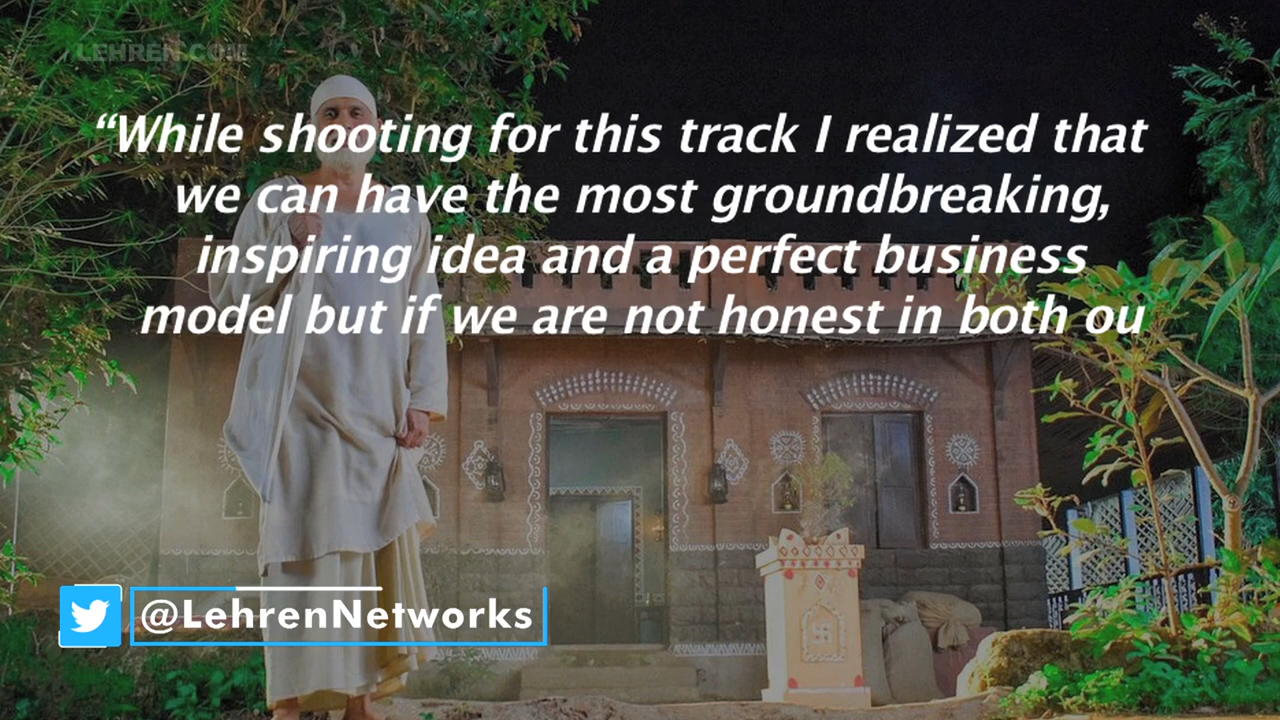 LEHREN.COM
“While shooting for this track I realized that
we can have the most groundbreaking,
inspiring idea and a perfect business
model but if we are not honest in both ou
@LehrenNetworks